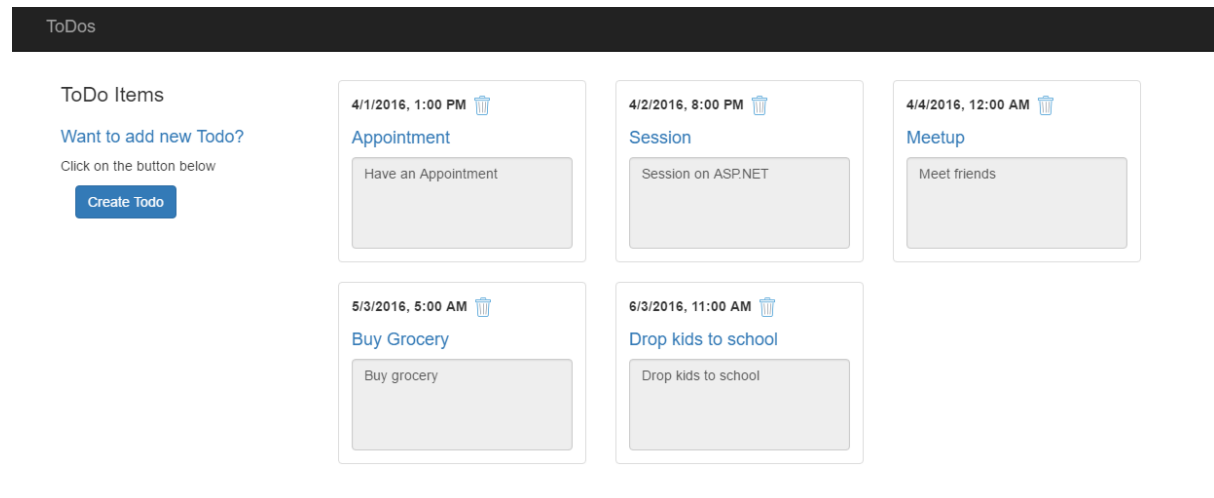 ToDos
ToDo Items
Want to add new Todo?
Click on the button below
Create Todo
4/1/2016, 1:00 PM
Appointment
Have an Appointment
4/2/2016, 8:00 PM
Session
Session on ASP.NET
4/4/2016, 12:00 AM
Meetup
Meet friends
5/3/2016, 5:00 AM
Buy Grocery
Buy grocery
6/3/2016, 11:00 AM
Drop kids to school
Drop kids to school